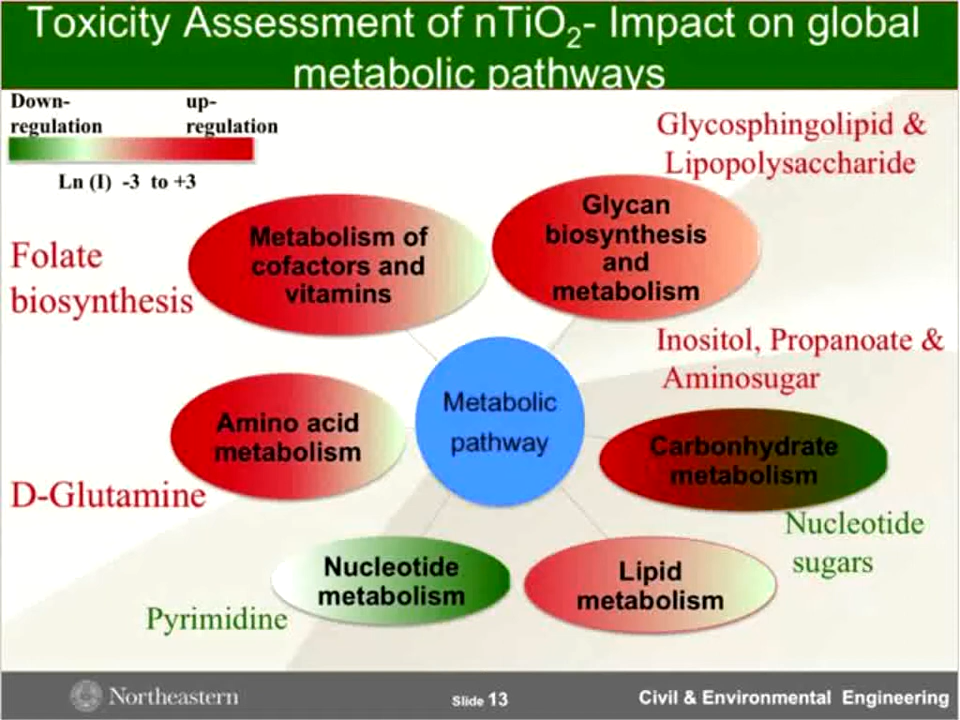 Toxicity Assessment of nTiO2- Impact on global
metabolic pathways
Down-
regulation
up-
regulation
Ln (I) -3 to +3
Glycosphingolipid &
Lipopolysaccharide
Glycan
biosynthesis
and
metabolism
Metabolism of
cofactors and
vitamins
Folate
biosynthesis
Inositol, Propanoate &
Aminosugar
Metabolic
pathway
Amino acid
metabolism
Carbonhydrate
metabolism
D-Glutamine
Nucleotide
sugars
Nucleotide
metabolism
Lipid
metabolism
Pyrimidine
Northeastern
Slide 13
Civil & Environmental Engineering